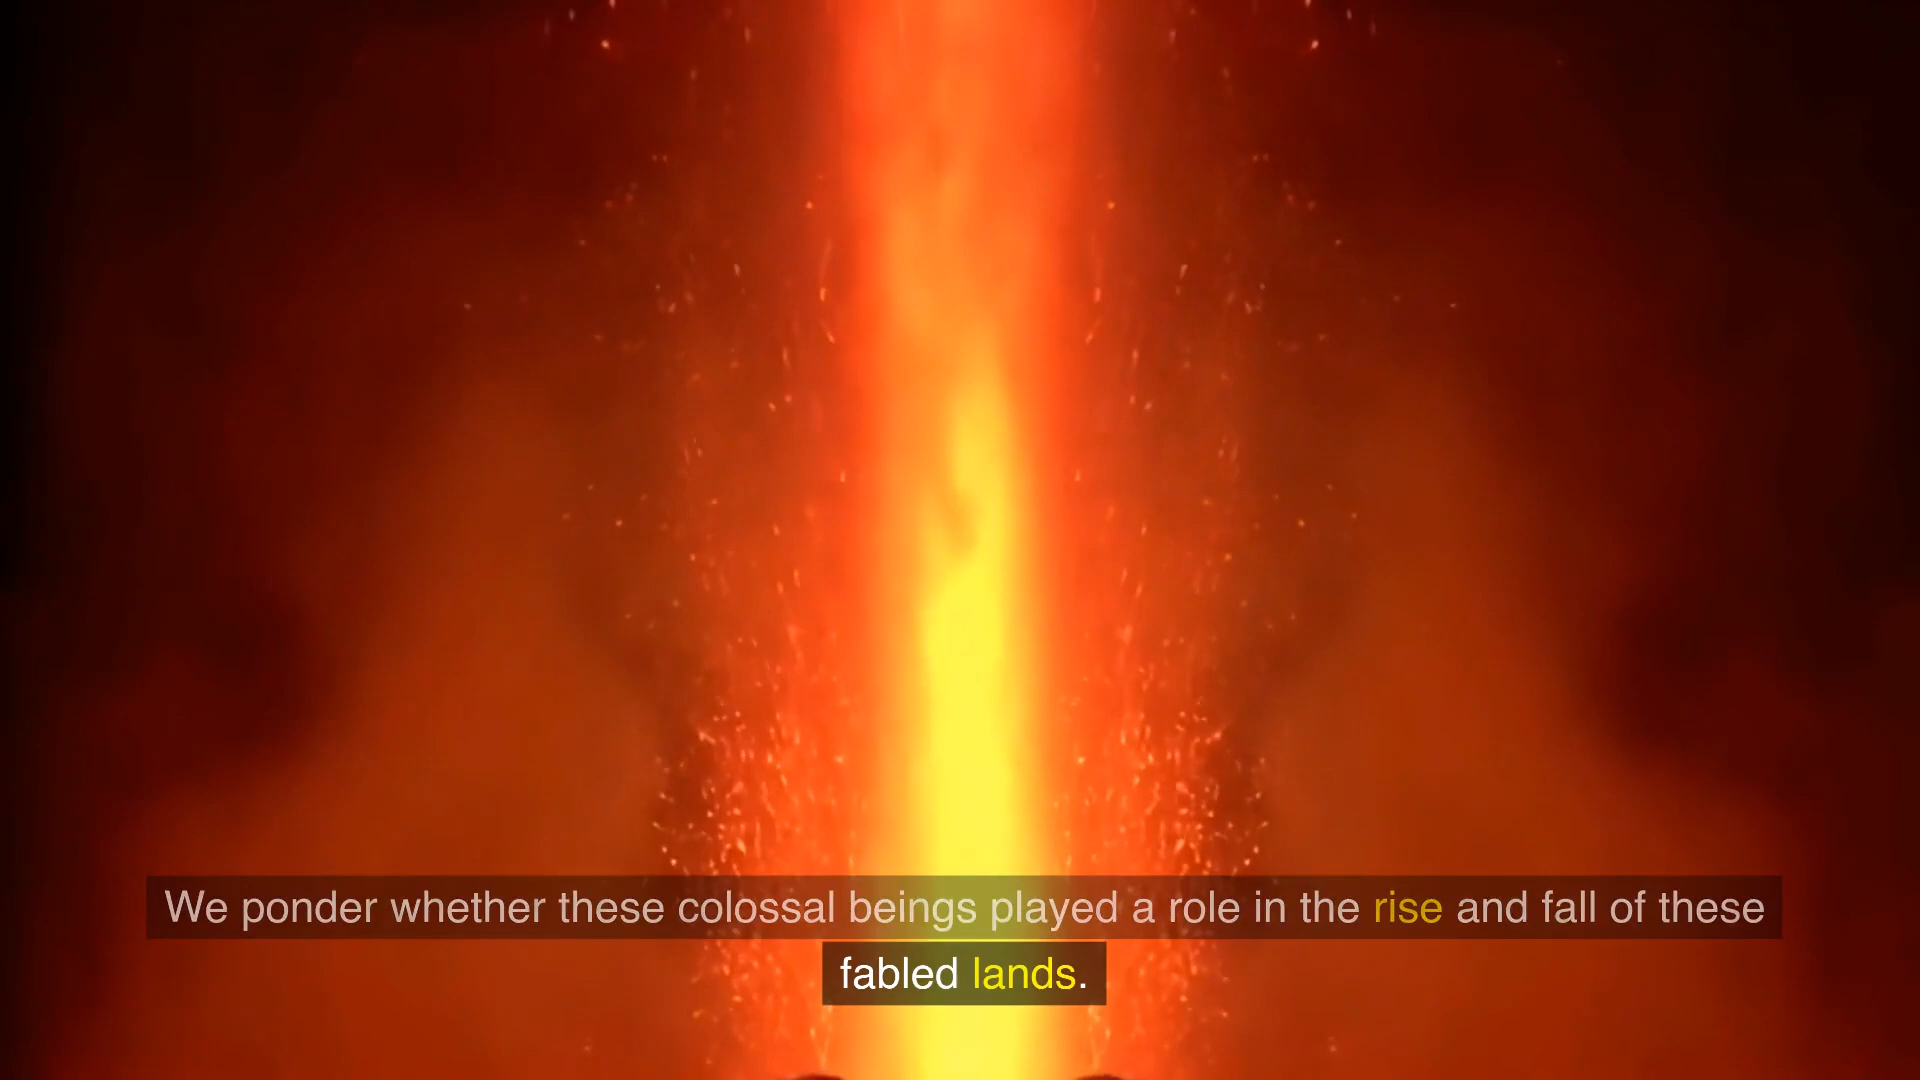 We ponder whether these colossal beings played a role in the rise and fall of these
fabled lands.